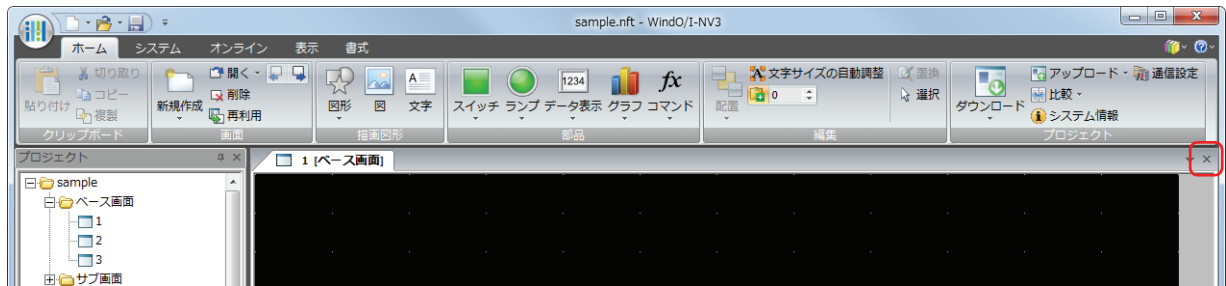 sample.nft - WindO/I-NV3
ホーム システム オンライン 表示 書式
貼り付け 切り取り コピー 複製 新規作成 開く 削除 再利用 図形 図 A 文字 スイッチ ランプ 1234 データ表示 グラフ fx コマンド 配置 文字サイズの自動調整 0 置換 選択 ダウンロード アップロード 比較 システム情報 通信設定
クリップボード 画面 描画図形 部品 編集 プロジェクト
プロジェクト 1 [ベース画面]
sample
ベース画面
1
2
3
サブ画面